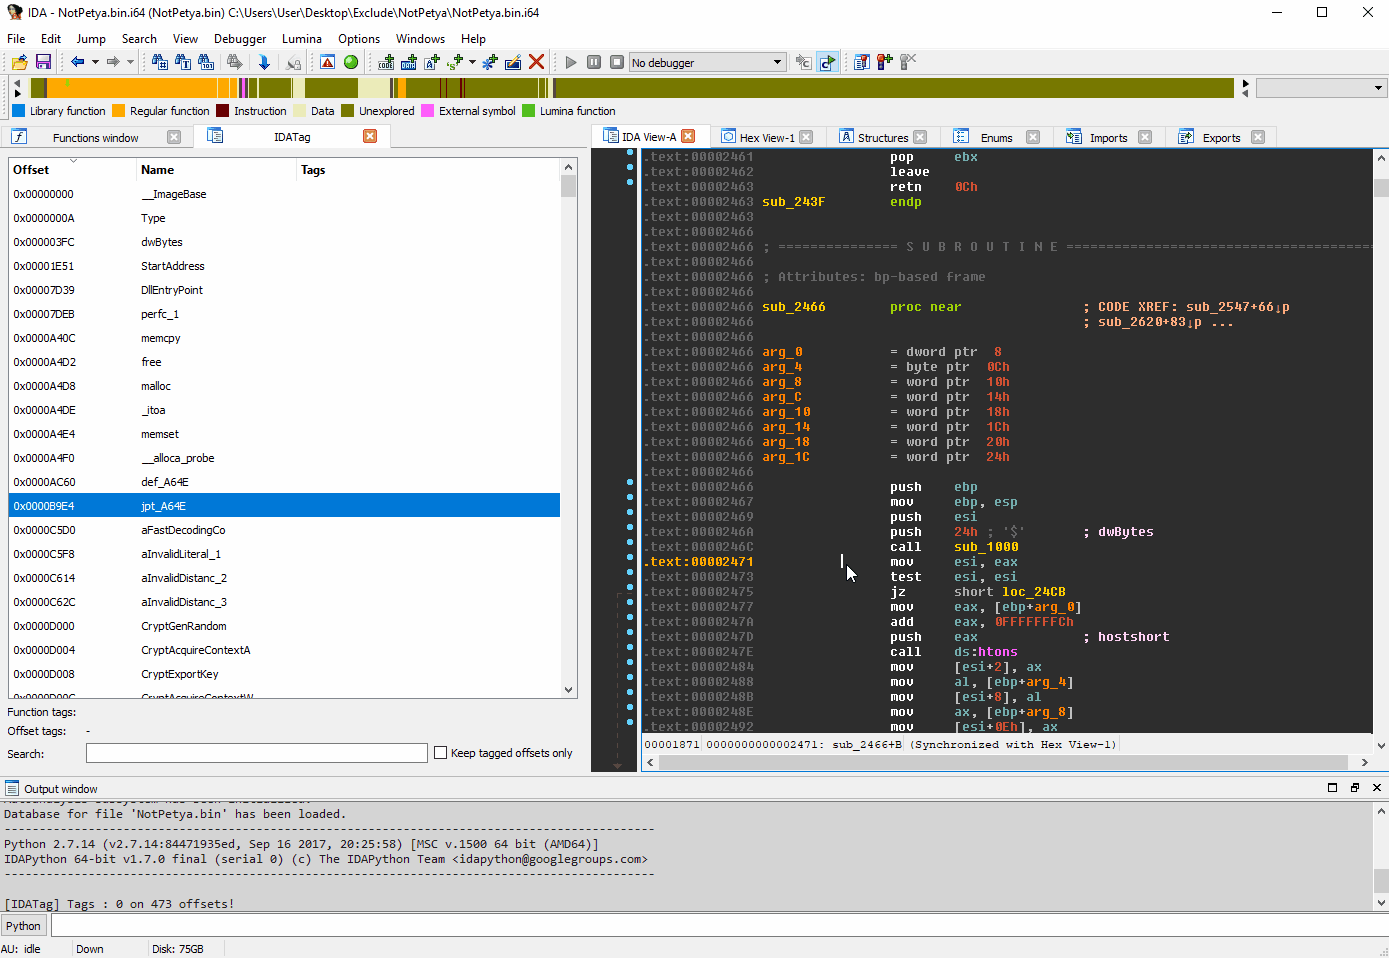 IDA - NotPetya.bin.i64 (NotPetya.bin) C:\Users\User\Desktop\Exclude\NotPetya\NotPetya.bin.i64
File Edit Jump Search View Debugger Lumina Options Windows Help
No debugger
Library function Regular function Instruction Data Unexplored External symbol Lumina function
Functions window IDATag
Offset Name Tags
0x00000000 __ImageBase
0x0000000A Type
0x000003FC dwBytes
0x00001E51 StartAddress
0x00007D39 DllEntryPoint
0x00007DEB perfc_1
0x0000A40C memcpy
0x0000A4D2 free
0x0000A4D8 malloc
0x0000A4DE _itoa
0x0000A4E4 memset
0x0000A4F0 __alloca_probe
0x0000AC60 def_A64E
0x0000B9E4 jpt_A64E
0x0000C5D0 aFastDecodingCo
0x0000C5F8 aInvalidLiteral_1
0x0000C614 aInvalidDistanc_2
0x0000C62C aInvalidDistanc_3
0x0000D000 CryptGenRandom
0x0000D004 CryptAcquireContextA
0x0000D008 CryptExportKey
0x0000D00C CryptAcquireContextW
Function tags:
Offset tags: -
Search: Keep tagged offsets only
IDA View-A Hex View-1 Structures Enums Imports Exports
.text:00002461 pop ebx
.text:00002462 leave
.text:00002463 retn 0Ch
.text:00002463 sub_243F endp
.text:00002463
.text:00002466
.text:00002466 ; =============== S U B R O U T I N E =======================================
.text:00002466
.text:00002466 ; Attributes: bp-based frame
.text:00002466
.text:00002466 sub_2466 proc near ; CODE XREF: sub_2547+66↓p
.text:00002466 ; sub_2620+83↓p ...
.text:00002466
.text:00002466 arg_0 = dword ptr 8
.text:00002466 arg_4 = byte ptr 0Ch
.text:00002466 arg_8 = word ptr 10h
.text:00002466 arg_C = word ptr 14h
.text:00002466 arg_10 = word ptr 18h
.text:00002466 arg_14 = word ptr 1Ch
.text:00002466 arg_18 = word ptr 20h
.text:00002466 arg_1C = word ptr 24h
.text:00002466
.text:00002466 push ebp
.text:00002467 mov ebp, esp
.text:00002469 push esi
.text:0000246A push 24h ; '$' ; dwBytes
.text:0000246C call sub_1000
.text:00002471 mov esi, eax
.text:00002473 test esi, esi
.text:00002475 jz short loc_24CB
.text:00002477 mov eax, [ebp+arg_0]
.text:0000247A add eax, 0FFFFFFFCh
.text:0000247D push eax ; hostshort
.text:0000247E call ds:htons
.text:00002484 mov [esi+2], ax
.text:00002488 mov al, [ebp+arg_4]
.text:0000248B mov [esi+8], al
.text:0000248E mov ax, [ebp+arg_8]
.text:00002492 mov [esi+0Eh], ax
00001871 0000000000002471: sub_2466+B (Synchronized with Hex View-1)
Output window
Database for file 'NotPetya.bin' has been loaded.
---------------------------------------------------------------------------------------------
Python 2.7.14 (v2.7.14:84471935ed, Sep 16 2017, 20:25:58) [MSC v.1500 64 bit (AMD64)]
IDAPython 64-bit v1.7.0 final (serial 0) (c) The IDAPython Team <idapython@googlegroups.com>
---------------------------------------------------------------------------------------------
[IDATag] Tags : 0 on 473 offsets!
Python
AU: idle Down Disk: 75GB